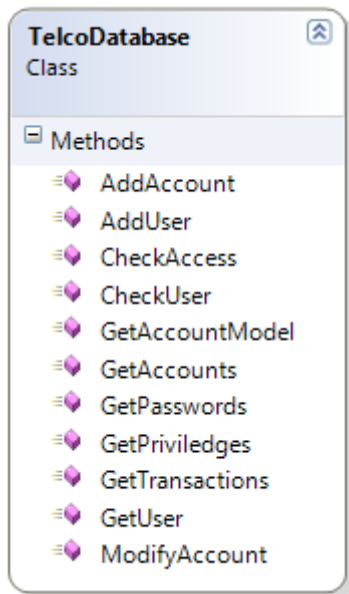 TelcoDatabase
Class
Methods
AddAccount
AddUser
CheckAccess
CheckUser
GetAccountModel
GetAccounts
GetPasswords
GetPriviledges
GetTransactions
GetUser
ModifyAccount